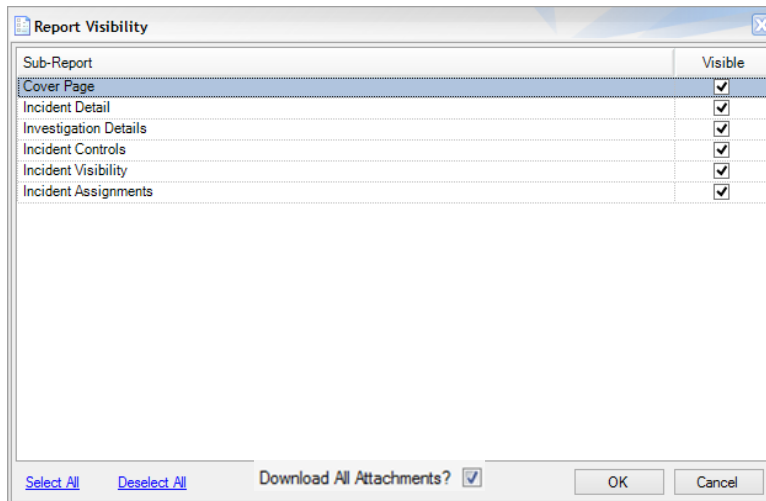 Report Visibility
Sub-Report Visible
Cover Page
Incident Detail
Investigation Details
Incident Controls
Incident Visibility
Incident Assignments
Select All Deselect All Download All Attachments? OK Cancel